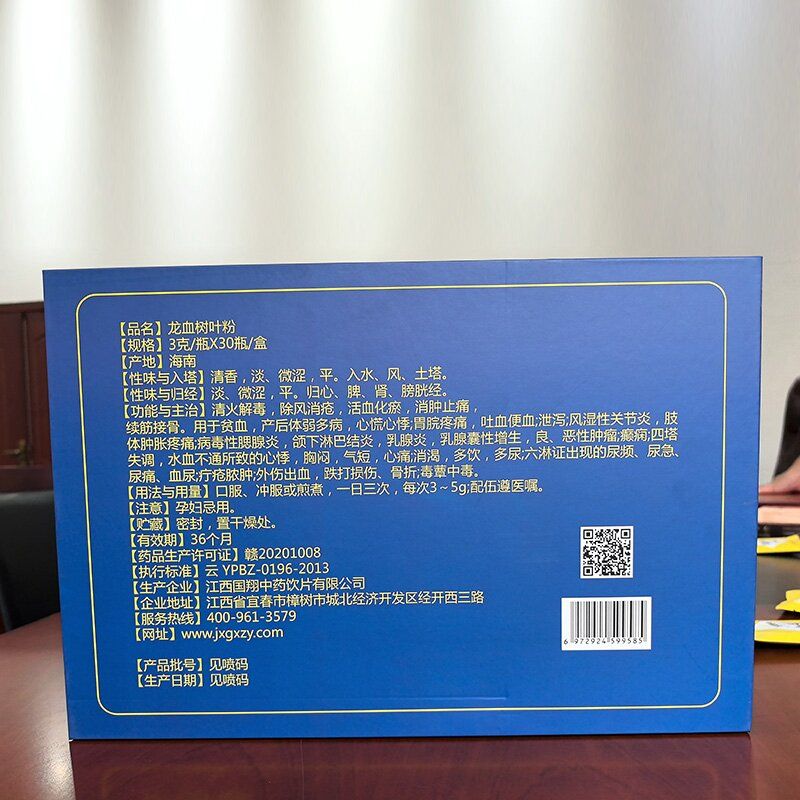 【品名】龙血树叶粉
【规格】3克/瓶X30瓶/盒
【产地】海南
【性味与入塔】清香，淡、微涩，平。入水、风、土塔。
【性味与归经】淡、微涩，平。归心、脾、肾、膀胱经。
【功能与主治】清火解毒，除风消疮，活血化瘀，消肿止痛，
续筋接骨。用于贫血，产后体弱多病，心慌心悸;胃脘疼痛，吐血便血;泄泻;风湿性关节炎，肢
体肿胀疼痛;病毒性腮腺炎，颌下淋巴结炎，乳腺炎，乳腺囊性增生，良、恶性肿瘤;癫痫;四塔
失调，水血不通所致的心悸，胸闷，气短，心痛;消渴，多饮，多尿;六淋证出现的尿频、尿急、
尿痛、血尿;疔疮脓肿;外伤出血，跌打损伤、骨折;毒蕈中毒。
【用法与用量】口服、冲服或煎煮，一日三次，每次3～5g;配伍遵医嘱。
【注意】孕妇忌用。
【贮藏】密封，置干燥处。
【有效期】36个月
【药品生产许可证】赣20201008
【执行标准】云 YPBZ-0196-2013
【生产企业】江西国翔中药饮片有限公司
【企业地址】江西省宜春市樟树市城北经济开发区经开西三路
【服务热线】400-961-3579
【网址】www.jxgxzy.com
【产品批号】见喷码
【生产日期】见喷码
6 972924 599585